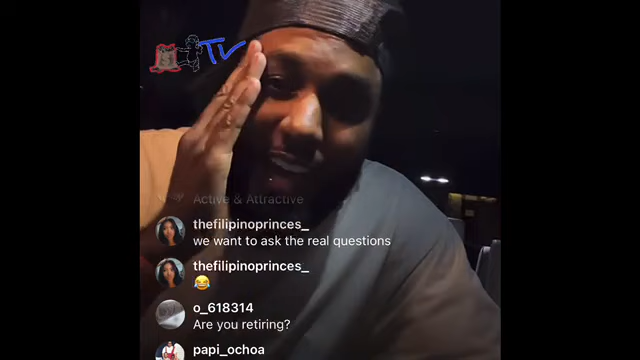 TV
Active & Attractive
thefilipinoprinces_
we want to ask the real questions
thefilipinoprinces_
😂
o_618314
Are you retiring?
papi_ochoa